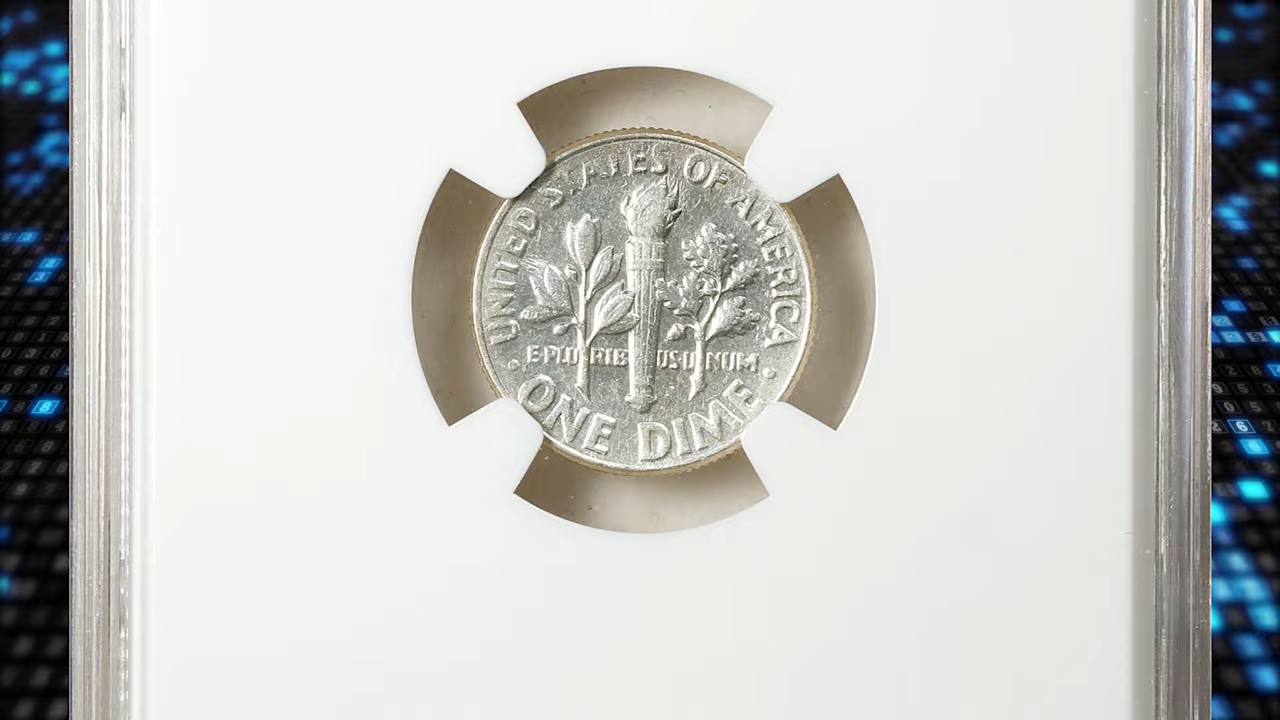 UNITED STATES OF AMERICA
E PLURIBUS UNUM
• ONE DIME •